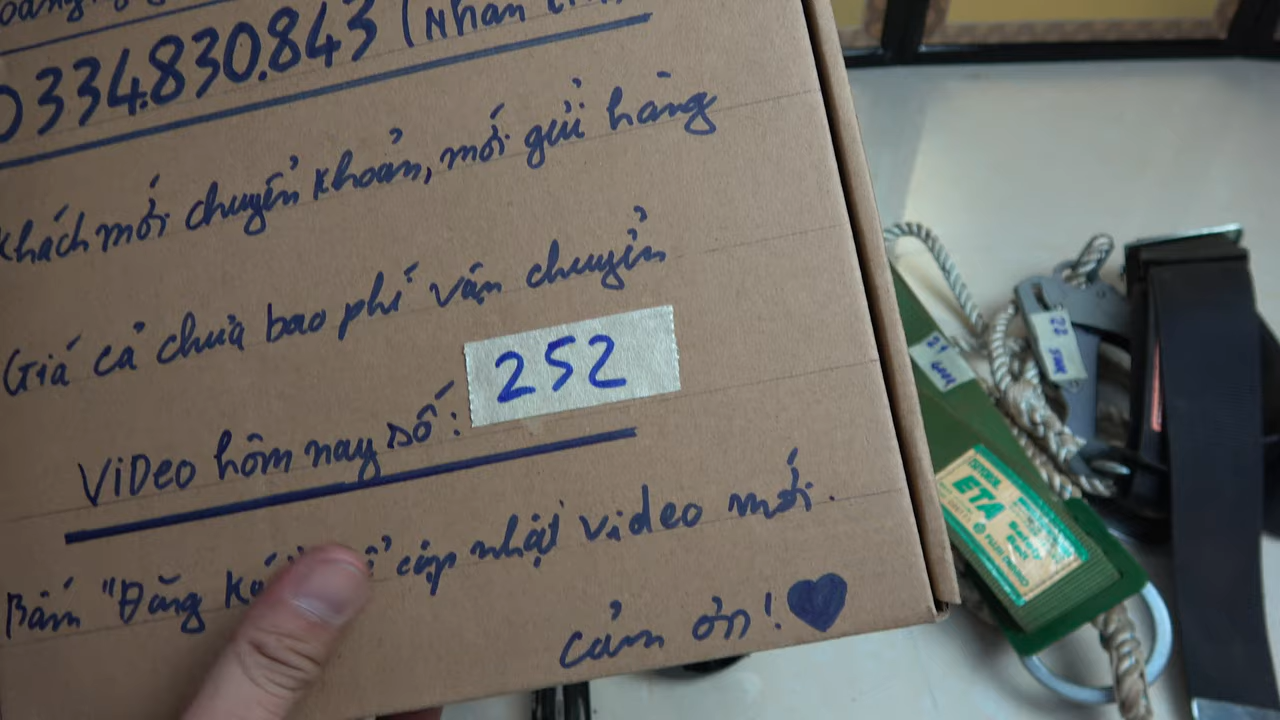 0334.830.843 (Nhắn tin)
Khách mới chuyển khoản, mới gửi hàng
Giá cả chưa bao phí vận chuyển
ViDeo hôm nay số: 252
Bấm "Đăng cập nhật video mới.
cảm ơn!
ETA